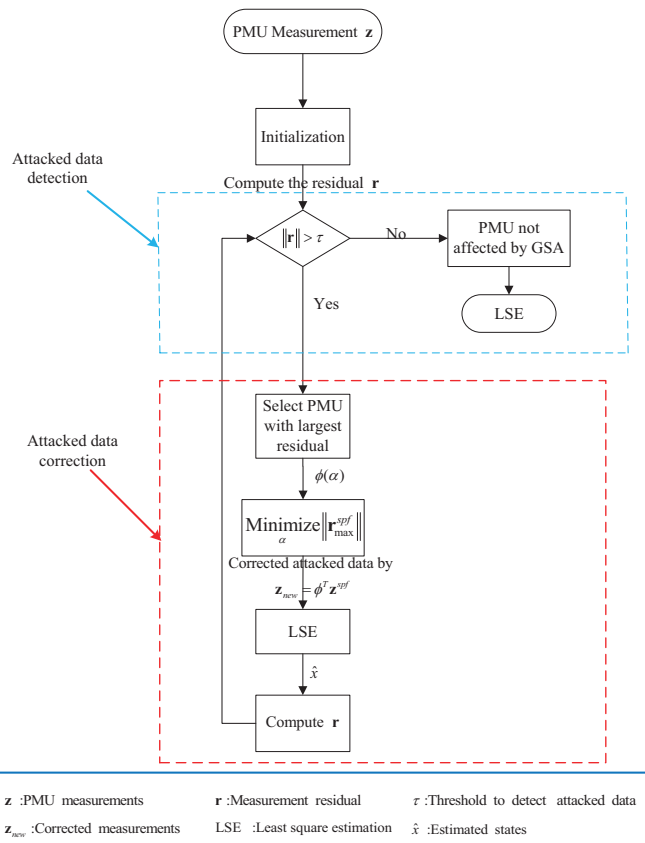 PMU Measurement z
Initialization
Attacked data
detection
Compute the residual r
‖r‖ > τ
No
PMU not
affected by GSA
LSE
Yes
Select PMU
with largest
residual
Attacked data
correction
ϕ(α)
Minimize ‖r_max^spf‖
α
Corrected attacked data by
z_new = ϕ^T z^spf
LSE
x̂
Compute r
z :PMU measurements r :Measurement residual τ :Threshold to detect attacked data
z_new :Corrected measurements LSE :Least square estimation x̂ :Estimated states